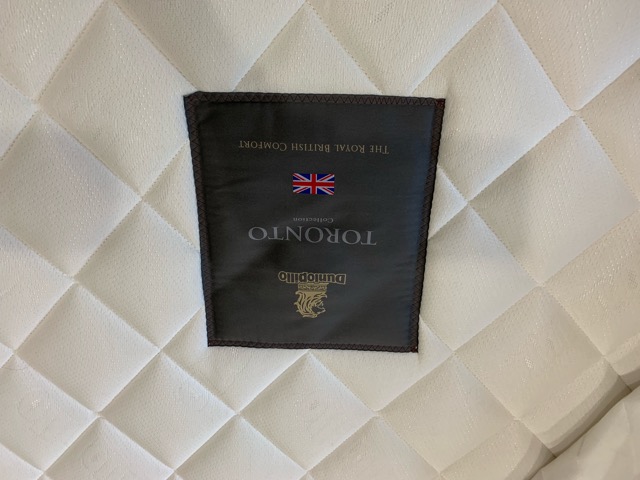 Dunlopillo
TORONTO
Collection
THE ROYAL BRITISH COMFORT